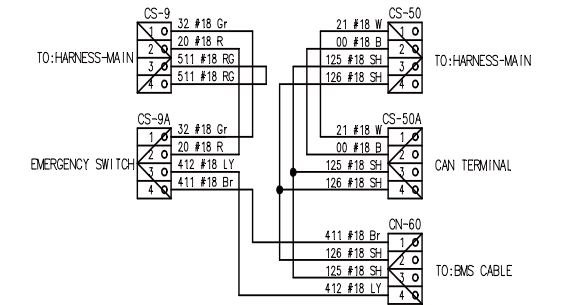 CS-9
1 32 #18 Gr
2 20 #18 R
3 511 #18 RG
4 511 #18 RG
TO:HARNESS-MAIN
CS-50
21 #18 W 1
00 #18 B 2
125 #18 SH 3
126 #18 SH 4
TO:HARNESS-MAIN
CS-9A
1 32 #18 Gr
2 20 #18 R
3 412 #18 LY
4 411 #18 Br
EMERGENCY SWITCH
CS-50A
21 #18 W 1
00 #18 B 2
125 #18 SH 3
126 #18 SH 4
CAN TERMINAL
CN-60
411 #18 Br 1
126 #18 SH 2
125 #18 SH 3
412 #18 LY 4
TO:BMS CABLE